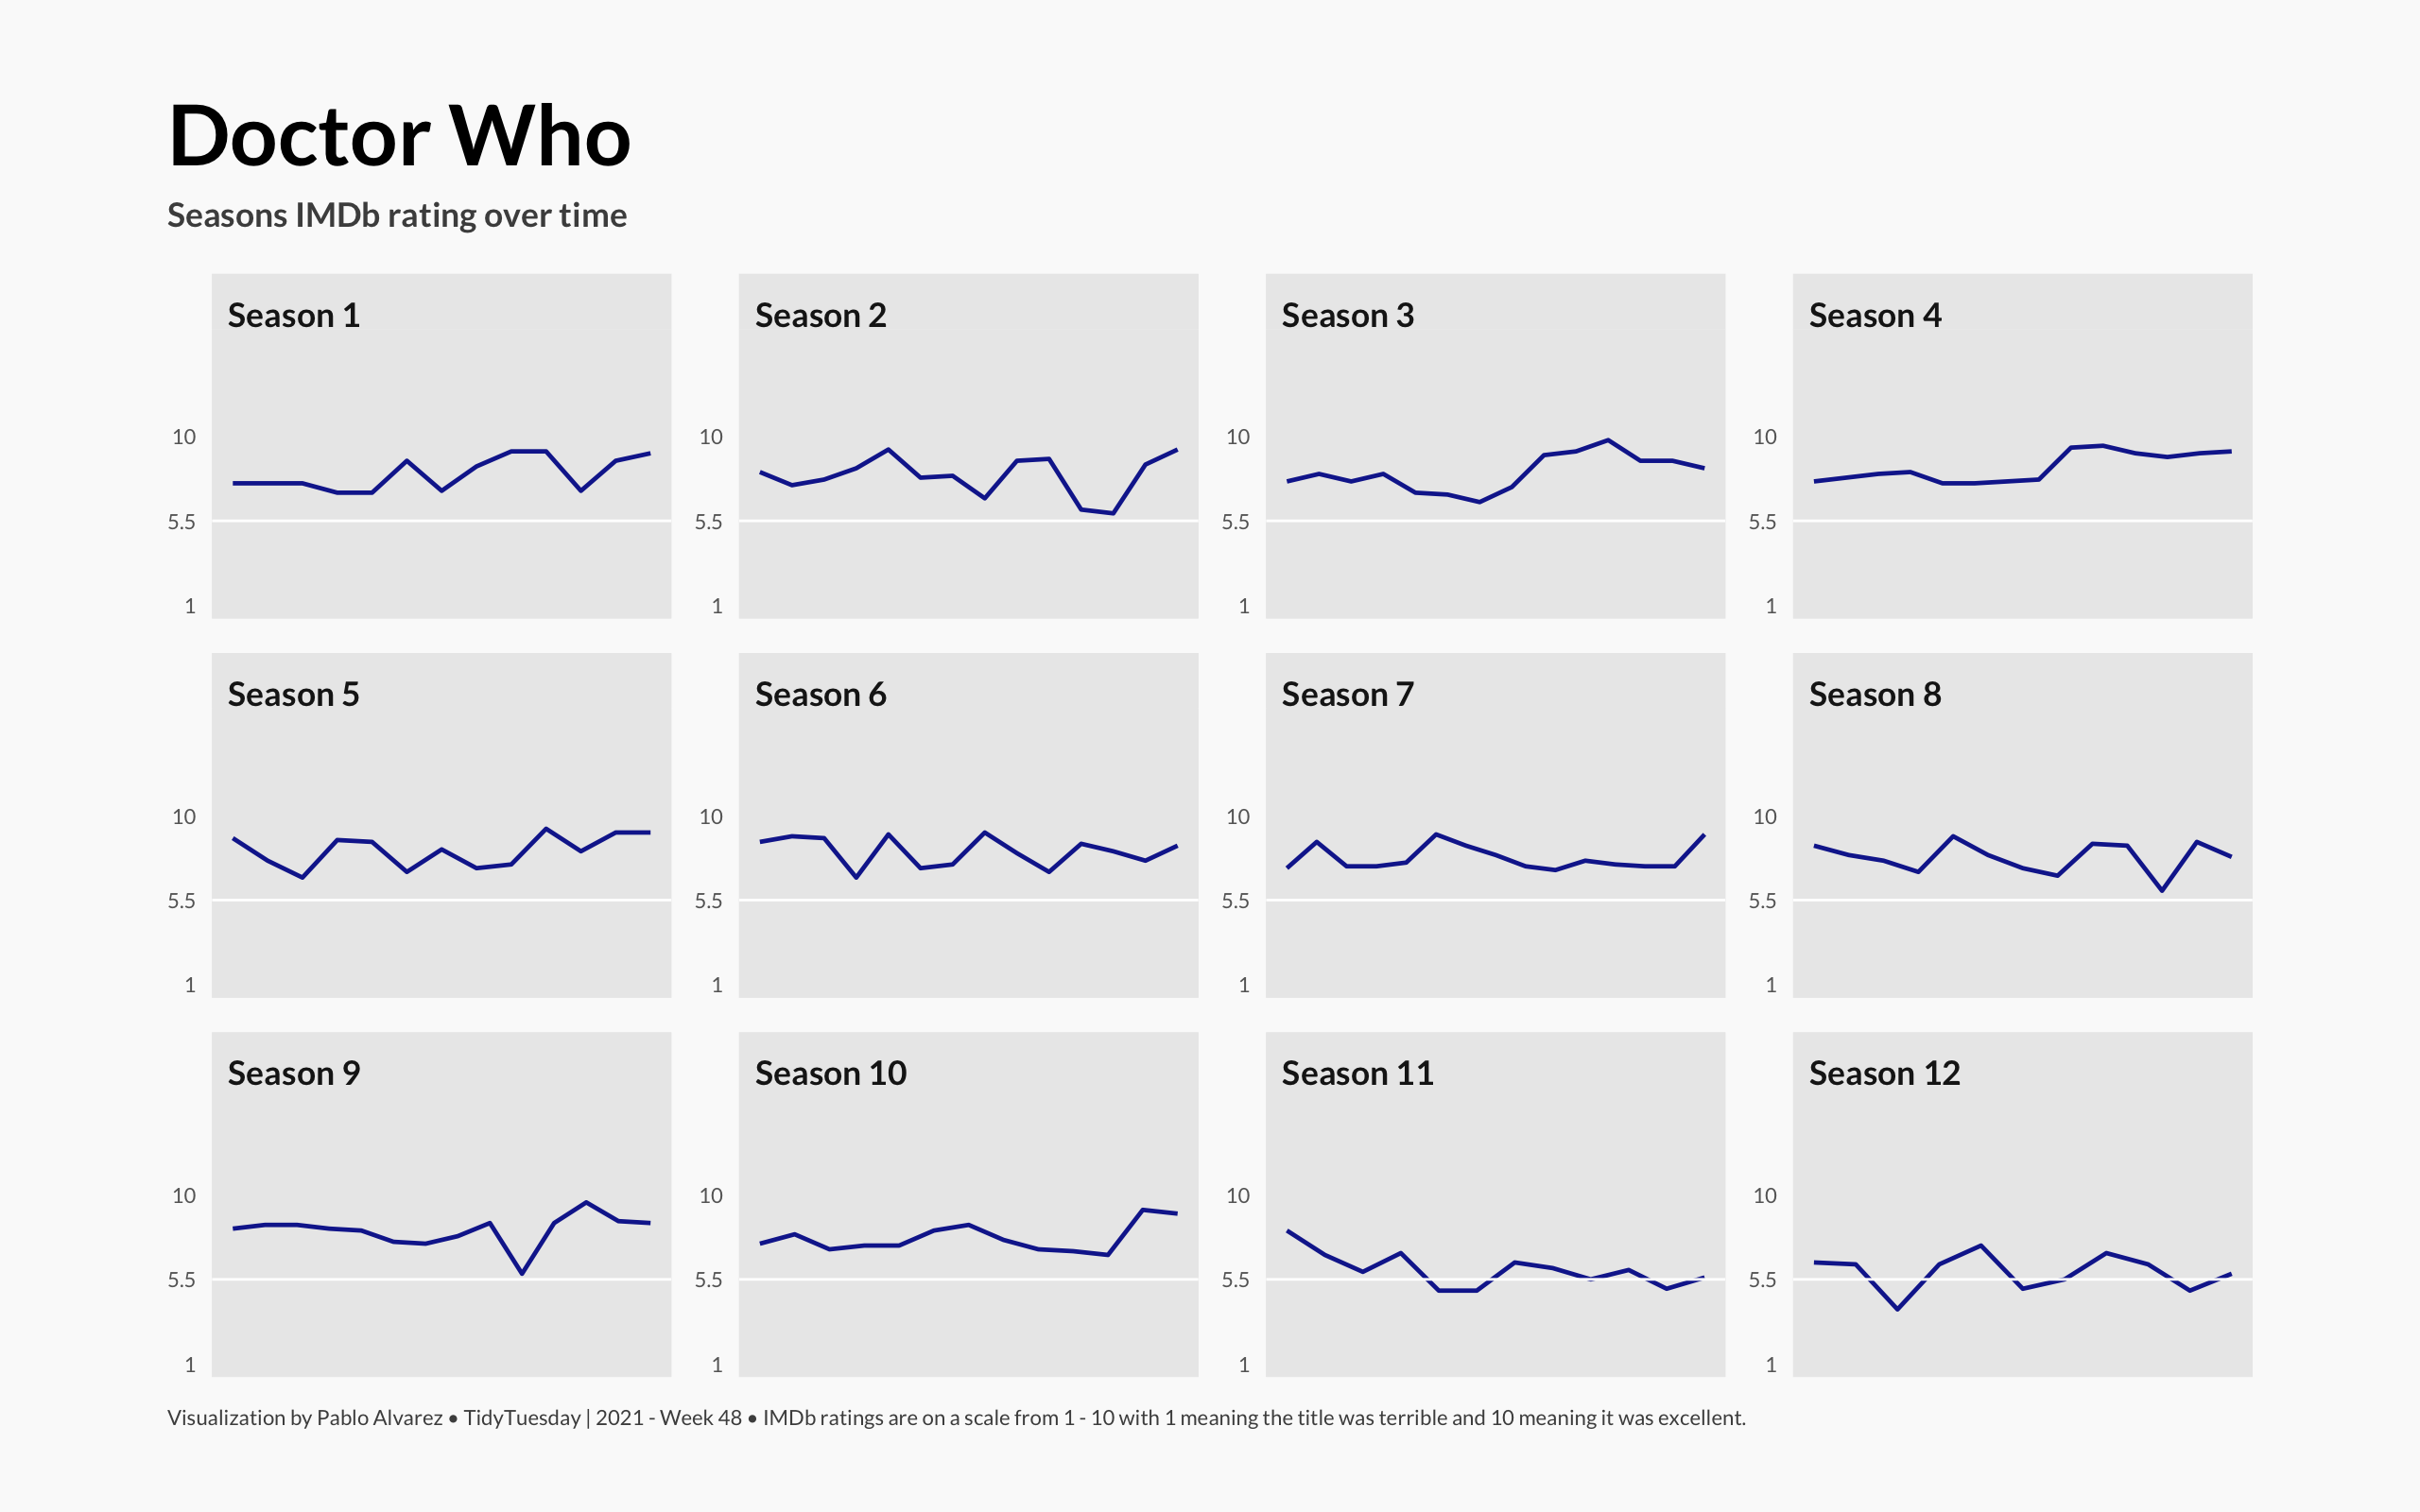 Doctor Who
Seasons IMDb rating over time
Season 1
10
5.5
1
Season 2
10
5.5
1
Season 3
10
5.5
1
Season 4
10
5.5
1
Season 5
10
5.5
1
Season 6
10
5.5
1
Season 7
10
5.5
1
Season 8
10
5.5
1
Season 9
10
5.5
1
Season 10
10
5.5
1
Season 11
10
5.5
1
Season 12
10
5.5
1
Visualization by Pablo Alvarez • TidyTuesday | 2021 - Week 48 • IMDb ratings are on a scale from 1 - 10 with 1 meaning the title was terrible and 10 meaning it was excellent.